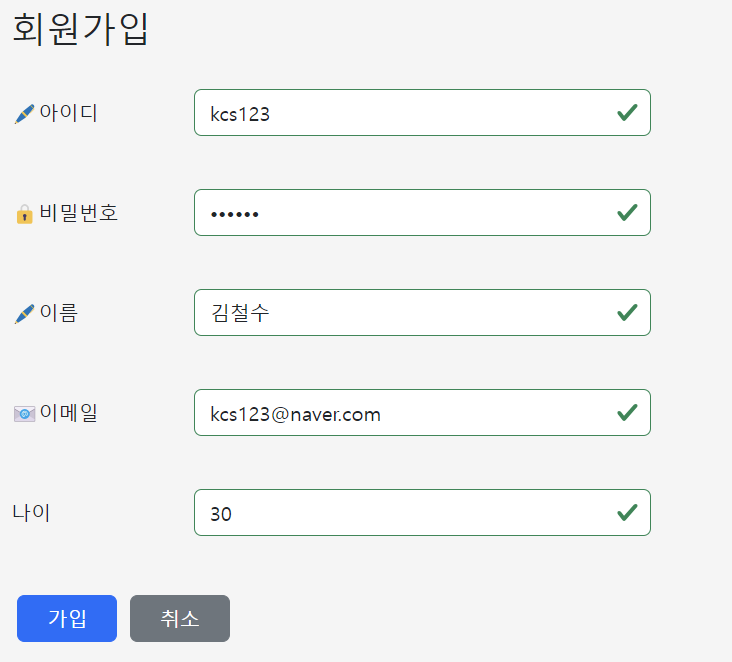 회원가입
아이디 kcs123
비밀번호 ••••••
이름 김철수
이메일 kcs123@naver.com
나이 30
가입 취소